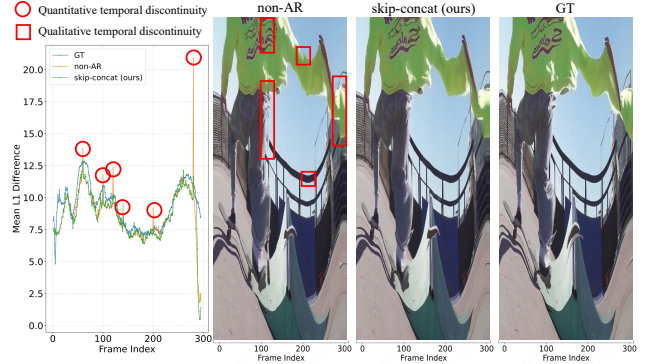 Quantitative temporal discontinuity
Qualitative temporal discontinuity
non-AR
skip-concat (ours)
GT
GT
non-AR
skip-concat (ours)
Mean L1 Difference
20.0
17.5
15.0
12.5
10.0
7.5
5.0
2.5
0.0
0 100 200 300
Frame Index
0 100 200 300
Frame Index
0 100 200 300
Frame Index
0 100 200 300
Frame Index